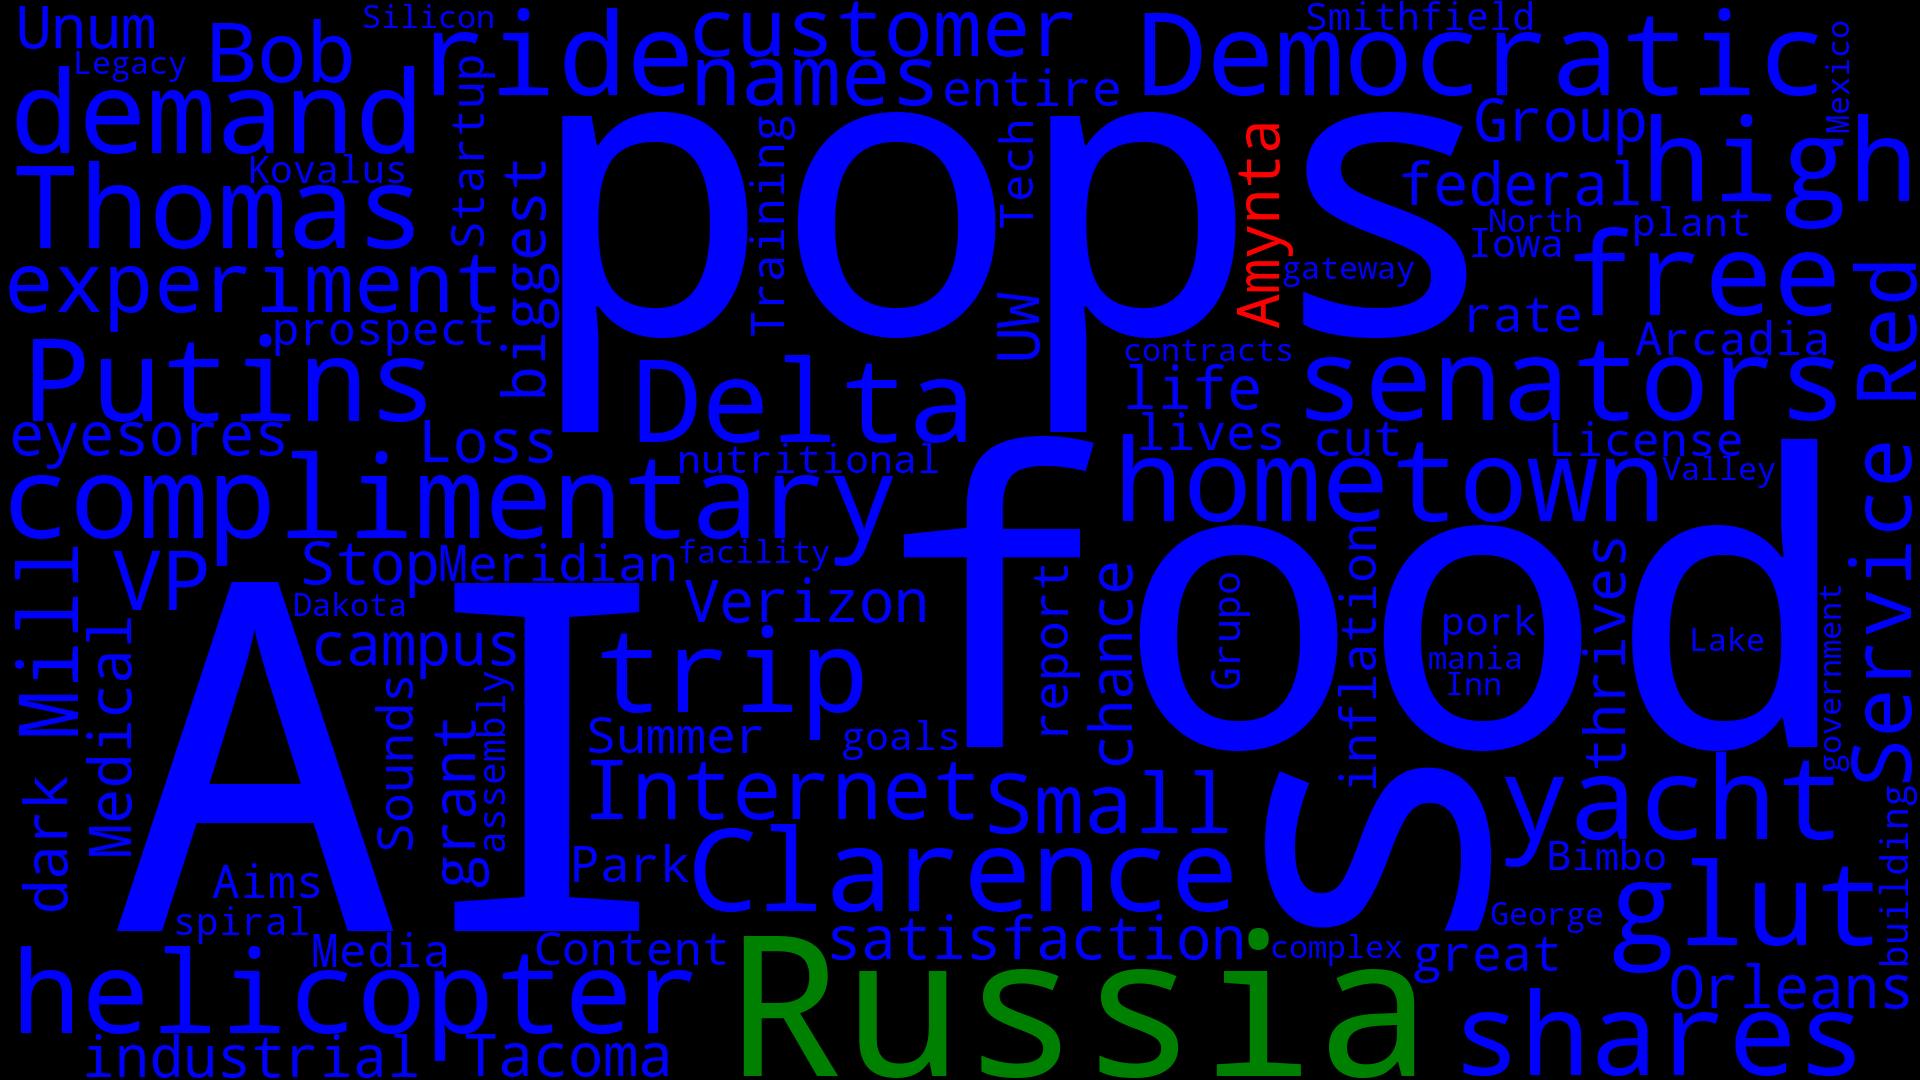 Unum
Silicon
Legacy
Bob
ride
customer
names
entire
Democratic
Smithfield
Mexico
demand
Startup
pops
Training
Tech
Amynta
Group
high
Thomas
Kovalus
biggest
federal
North
Iowa
plant
gateway
free
experiment
prospect
UW
rate
Arcadia
Red
Putins
Delta
contracts
life
senators
eyesores
Loss
nutritional
lives
cut
License
Valley
complimentary
food
hometown
Service
VP
Stop
Meridian
facility
Mill
Dakota
Verizon
report
chance
Grupo
inflation
pork
mania
Inn
thrives
Lake
government
Medical
AI
campus
trip
Sounds
grant
assembly
Summer
goals
dark
Internet
Small
s
yacht
Aims
Park
Clarence
Bimbo
glut
building
spiral
Media
Content
satisfaction
complex
George
great
helicopter
Russia
Orleans
industrial
Tacoma
shares